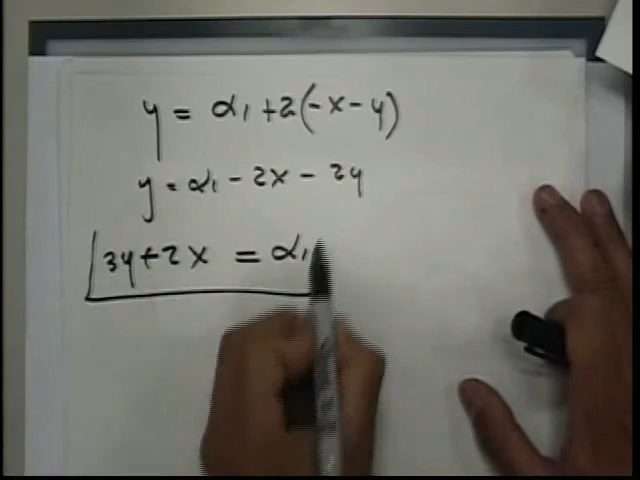 y = α₁ + 2(-x - y)
y = α₁ - 2x - 2y
3y + 2x = α₁